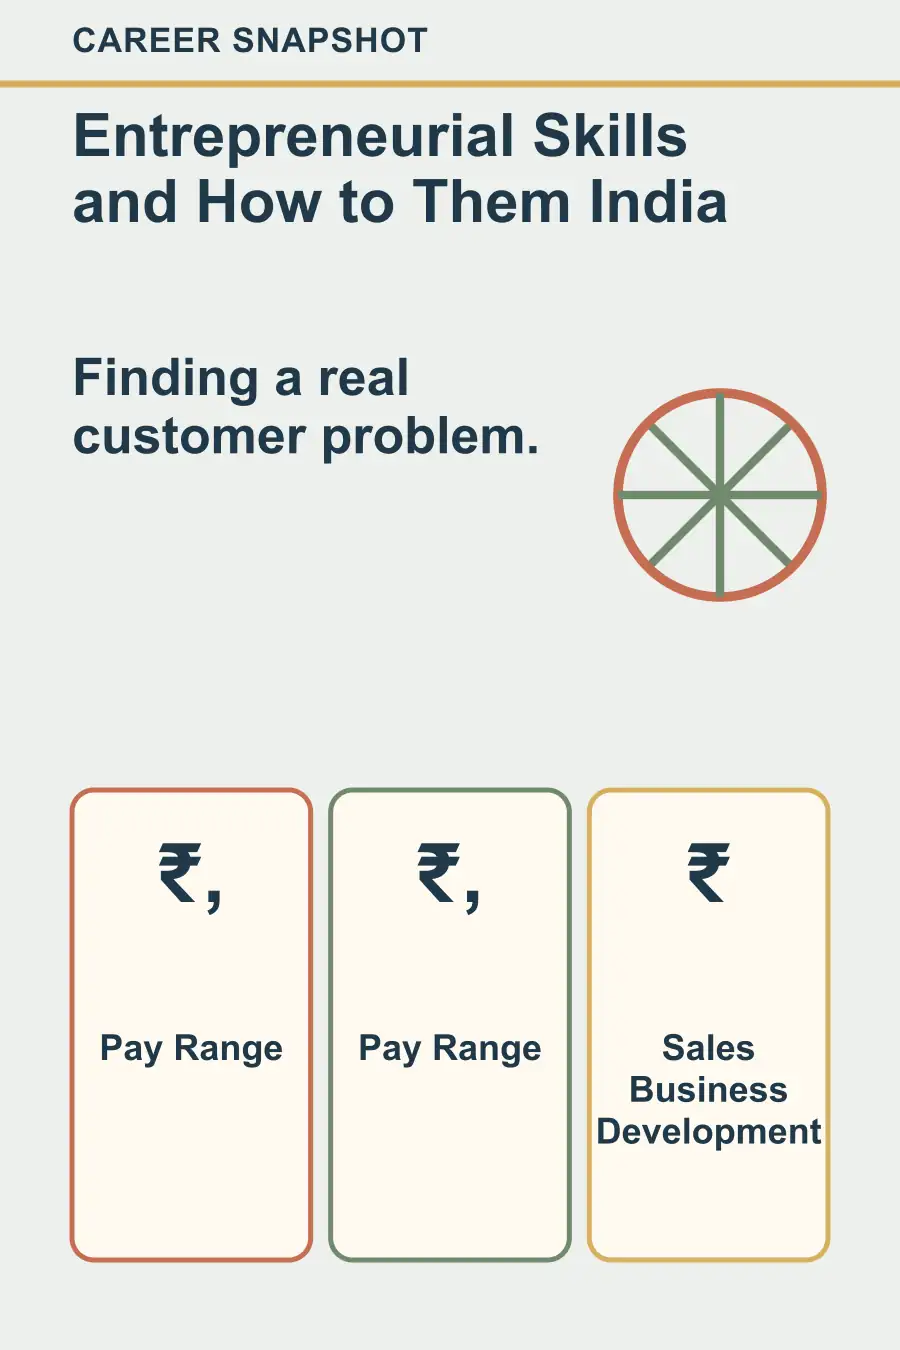 CAREER SNAPSHOT
Entrepreneurial Skills
and How to Them India
Finding a real
customer problem.
₹,
Pay Range
₹,
Pay Range
₹
Sales
Business
Development